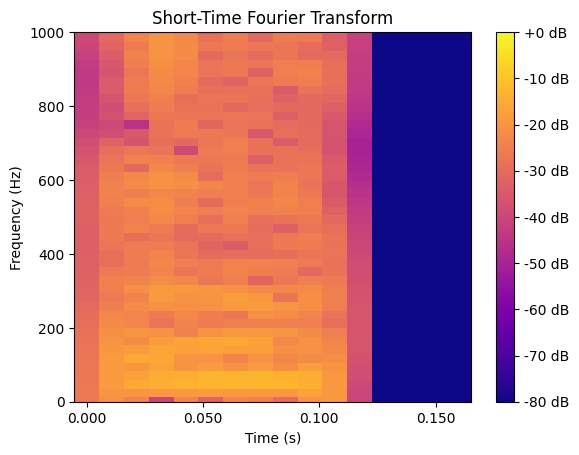 Short-Time Fourier Transform
1000
800
600
400
200
0
Frequency (Hz)
0.000
0.050
0.100
0.150
Time (s)
+0 dB
-10 dB
-20 dB
-30 dB
-40 dB
-50 dB
-60 dB
-70 dB
-80 dB